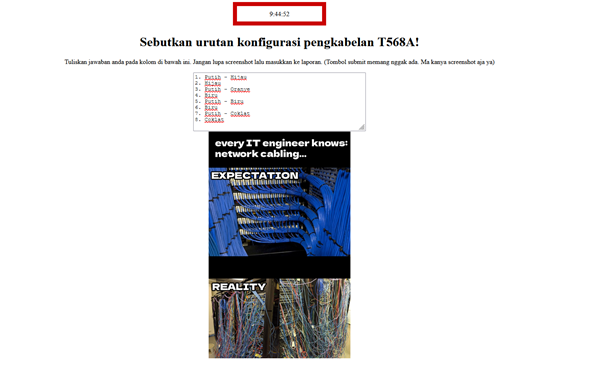 9:44:52
Sebutkan urutan konfigurasi pengkabelan T568A!
Tuliskan jawaban anda pada kolom di bawah ini. Jangan lupa screenshot lalu masukkan ke laporan. (Tombol submit memang nggak ada. Ma kanya screenshot aja ya)
1. Putih - Hijau
2. Hijau
3. Putih - Oranye
4. Biru
5. Putih - Biru
6. Biru
7. Putih - Coklat
8. Coklat
every IT engineer knows:
network cabling...
EXPECTATION
REALITY